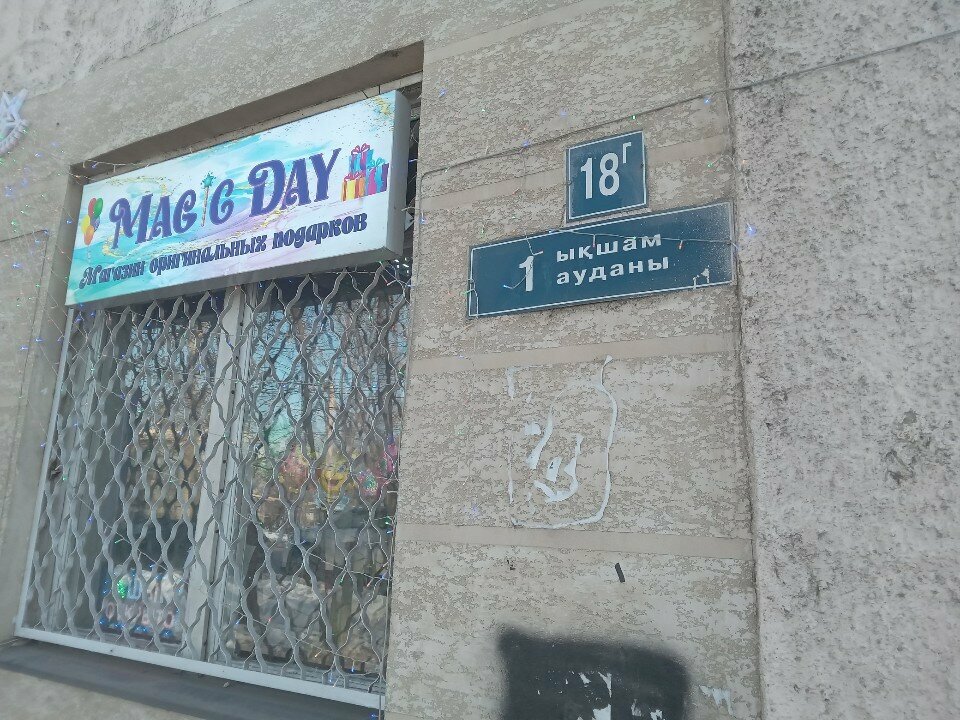 MAGIC DAY
Магазин оригинальных подарков
18г
1 ықшам
ауданы